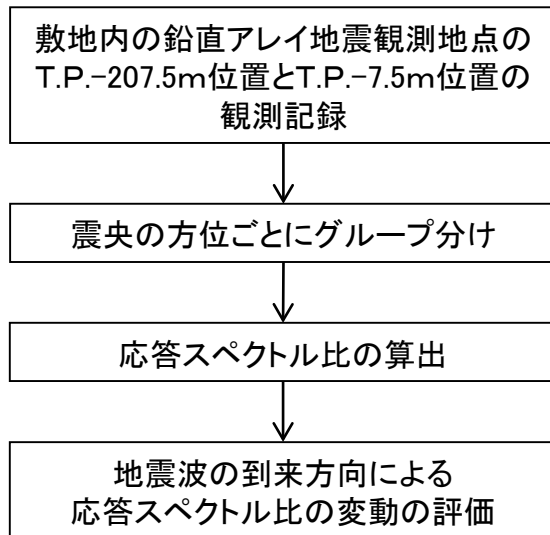 敷地内の鉛直アレイ地震観測地点の
T.P.-207.5m位置とT.P.-7.5m位置の
観測記録
震央の方位ごとにグループ分け
応答スペクトル比の算出
地震波の到来方向による
応答スペクトル比の変動の評価